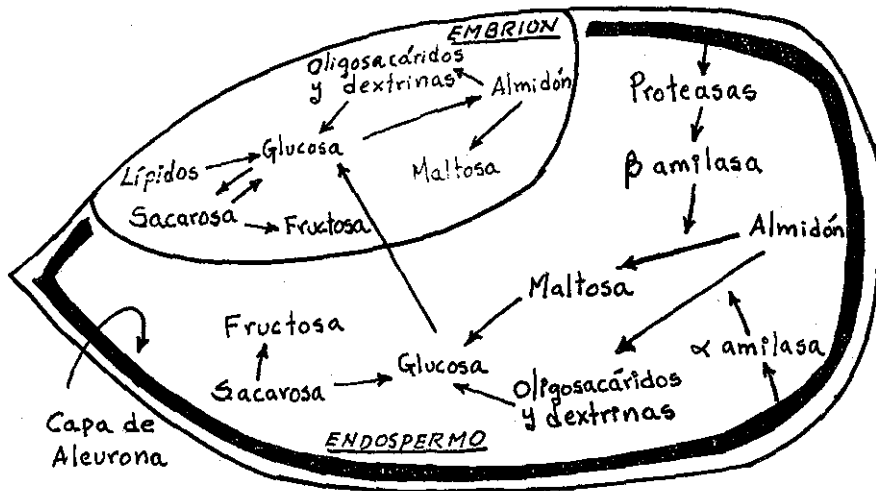 EMBRION
Oligosacáridos
y dextrinas
Almidón
Glucosa
Lípidos
Maltosa
Sacarosa
Fructosa
Proteasas
β amilasa
Almidón
Maltosa
Fructosa
α amilasa
Glucosa
Sacarosa
Oligosacáridos
y dextrinas
Capa de
Aleurona
ENDOSPERMO